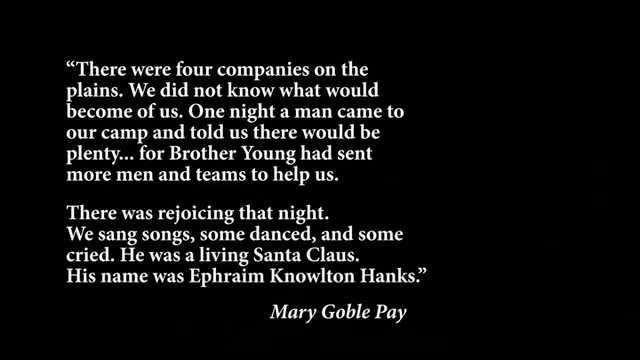 “There were four companies on the
plains. We did not know what would
become of us. One night a man came to
our camp and told us there would be
plenty... for Brother Young had sent
more men and teams to help us.
There was rejoicing that night.
We sang songs, some danced, and some
cried. He was a living Santa Claus.
His name was Ephraim Knowlton Hanks.”
Mary Goble Pay